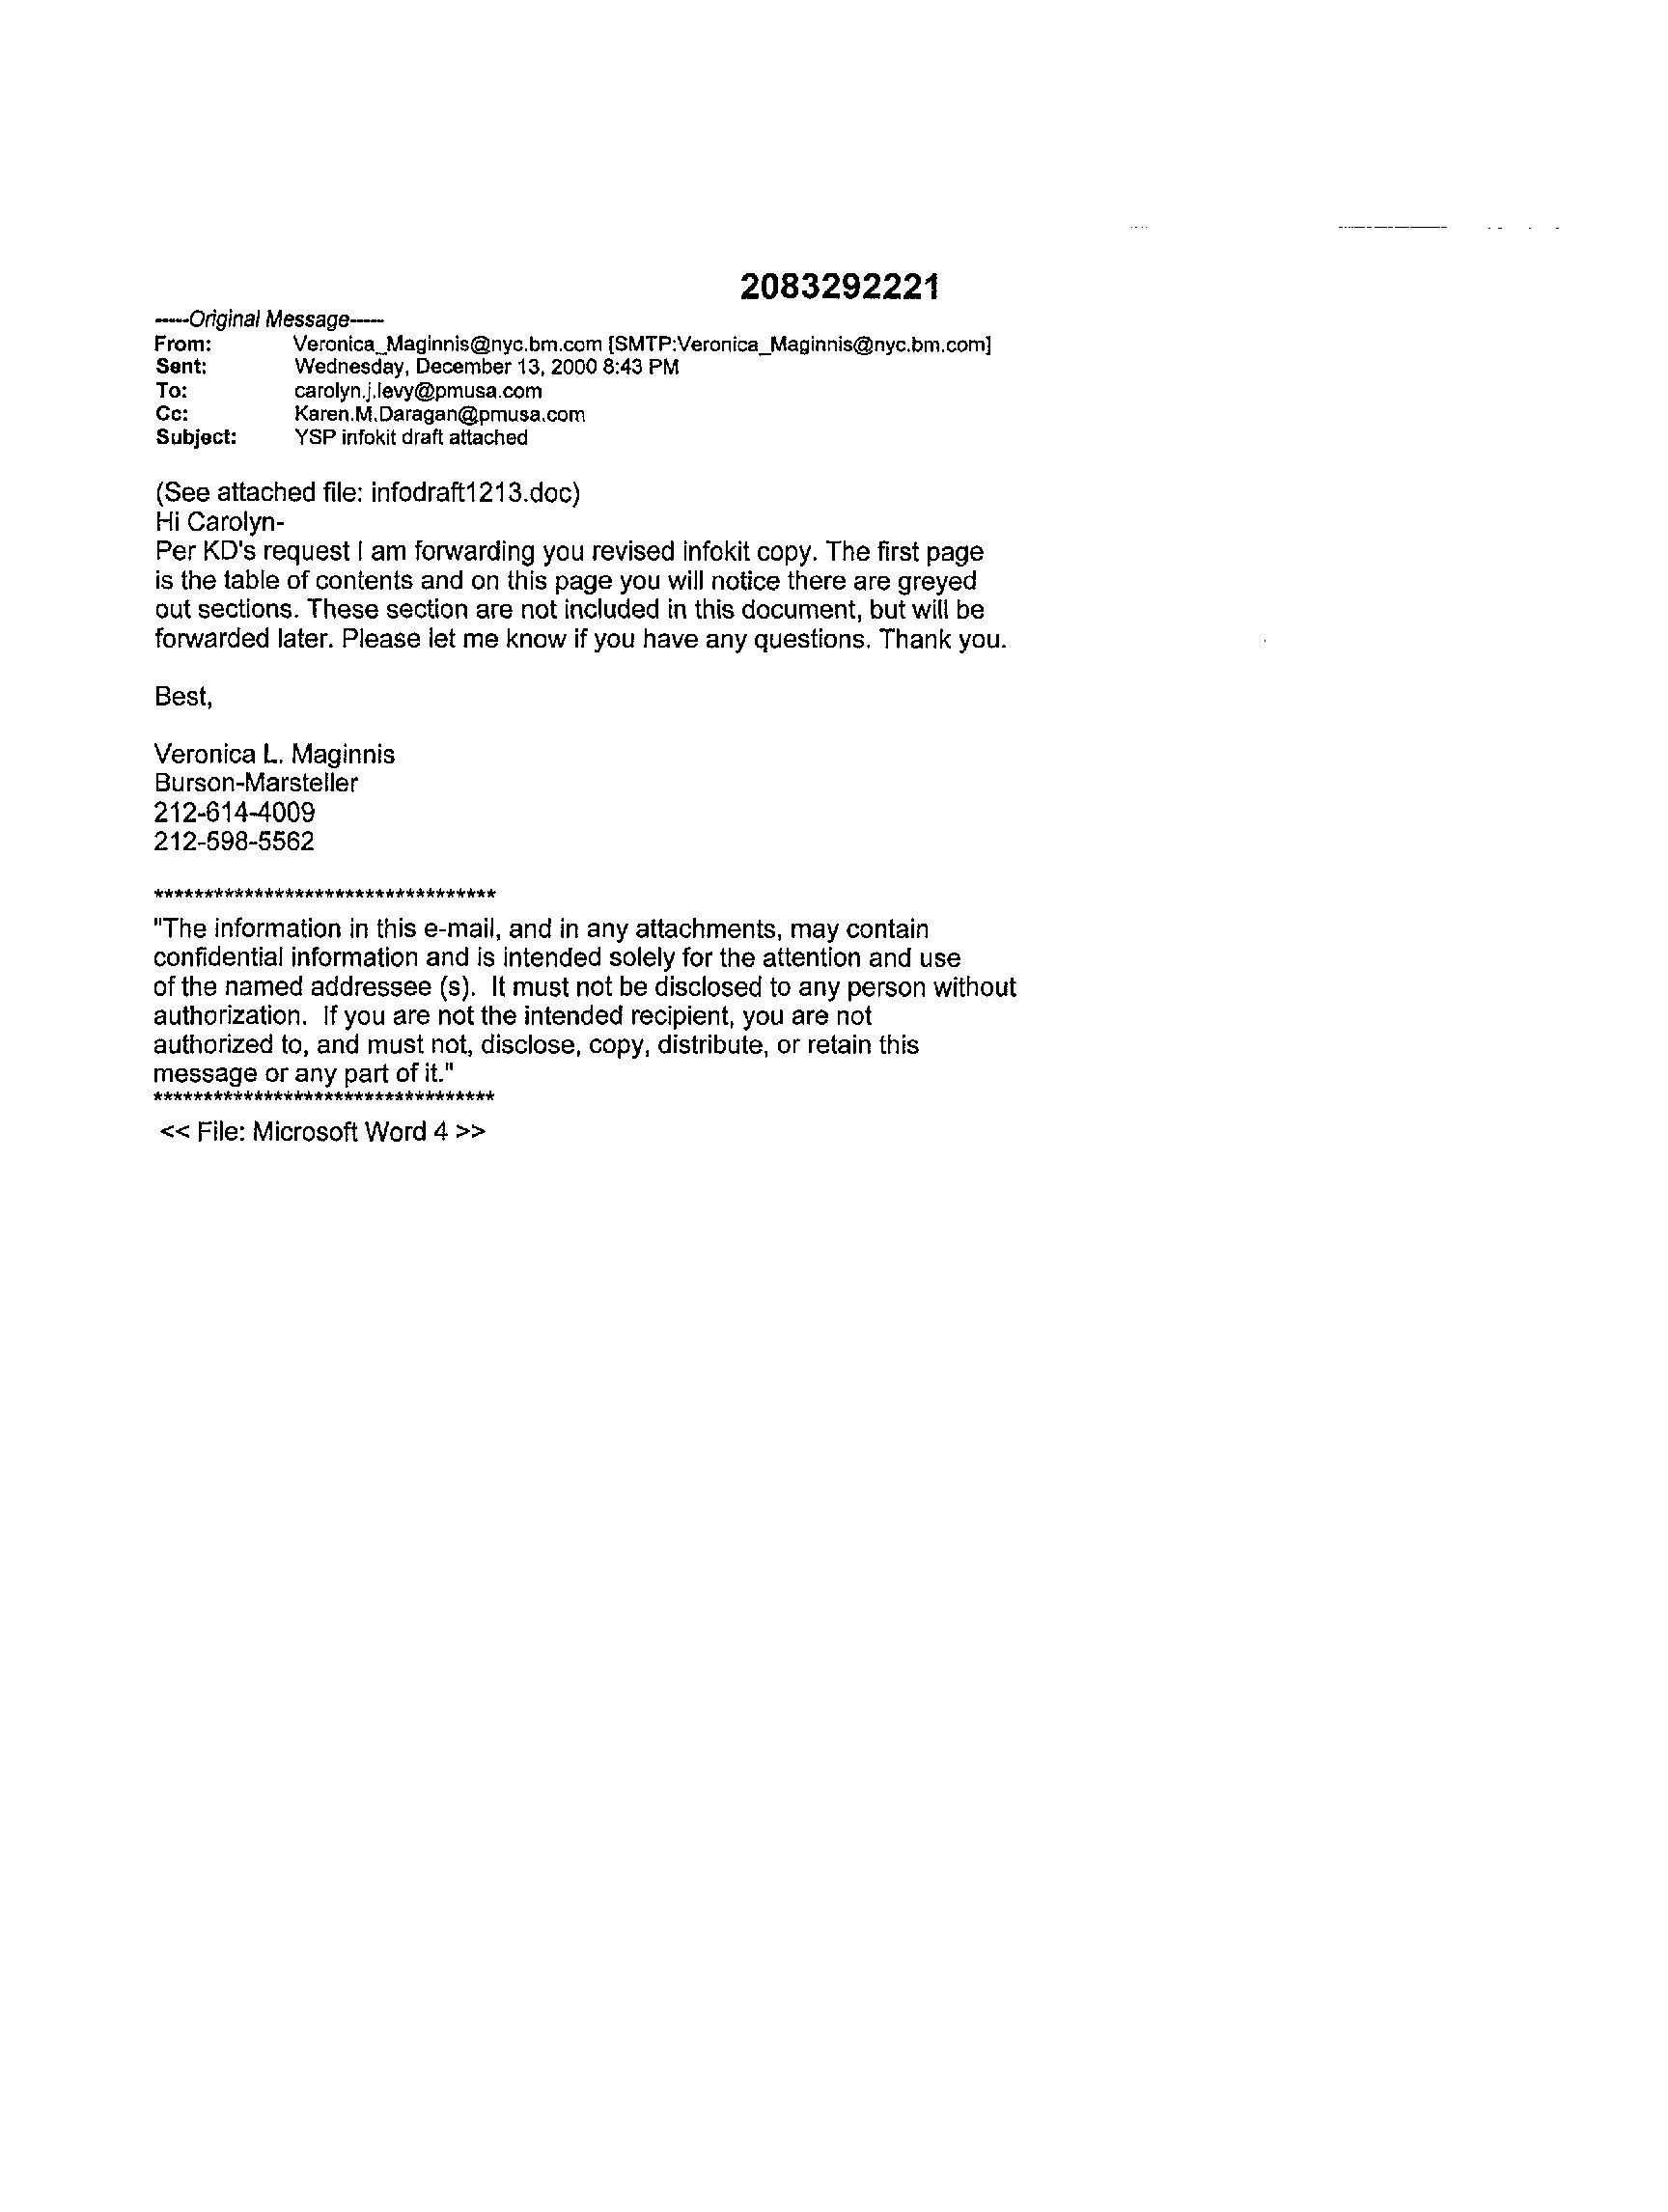 2083292221
-----Original Message-----
From: Veronica_Maginnis@nyc.bm.com [SMTP:Veronica_Maginnis@nyc.bm.com]
Sent: Wednesday, December 13, 2000 8:43 PM
To: carolyn.j.levy@pmusa.com
Cc: Karen.M.Daragan@pmusa.com
Subject: YSP infokit draft attached
(See attached file: infodraft1213.doc)
Hi Carolyn-
Per KD's request I am forwarding you revised infokit copy. The first page
is the table of contents and on this page you will notice there are greyed
out sections. These section are not included in this document, but will be
forwarded later. Please let me know if you have any questions. Thank you.
Best,
Veronica L. Maginnis
Burson-Marsteller
212-614-4009
212-598-5562
**********************************
"The information in this e-mail, and in any attachments, may contain
confidential information and is intended solely for the attention and use
of the named addressee (s).  It must not be disclosed to any person without
authorization.  If you are not the intended recipient, you are not
authorized to, and must not, disclose, copy, distribute, or retain this
message or any part of it."
**********************************
<< File: Microsoft Word 4 >>